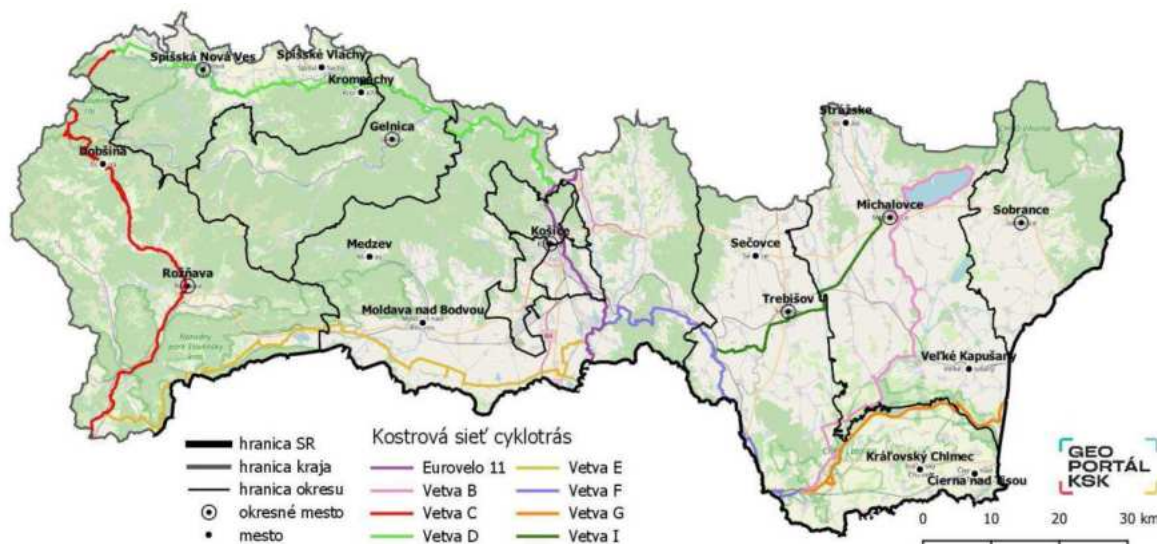 Spišská Nová Ves
Spišské Vlachy
Krompachy
Gelnica
Dobšiná
Rožňava
Medzev
Moldava nad Bodvou
Košice
Sečovce
Trebišov
Strážske
Michalovce
Sobrance
Veľké Kapušany
Kráľovský Chlmec
Čierna nad Tisou
hranica SR
hranica kraja
hranica okresu
okresné mesto
mesto
Kostrová sieť cyklotrás
Eurovelo 11
Vetva B
Vetva C
Vetva D
Vetva E
Vetva F
Vetva G
Vetva I
GEO
PORTÁL
KSK
0 10 20 30 km